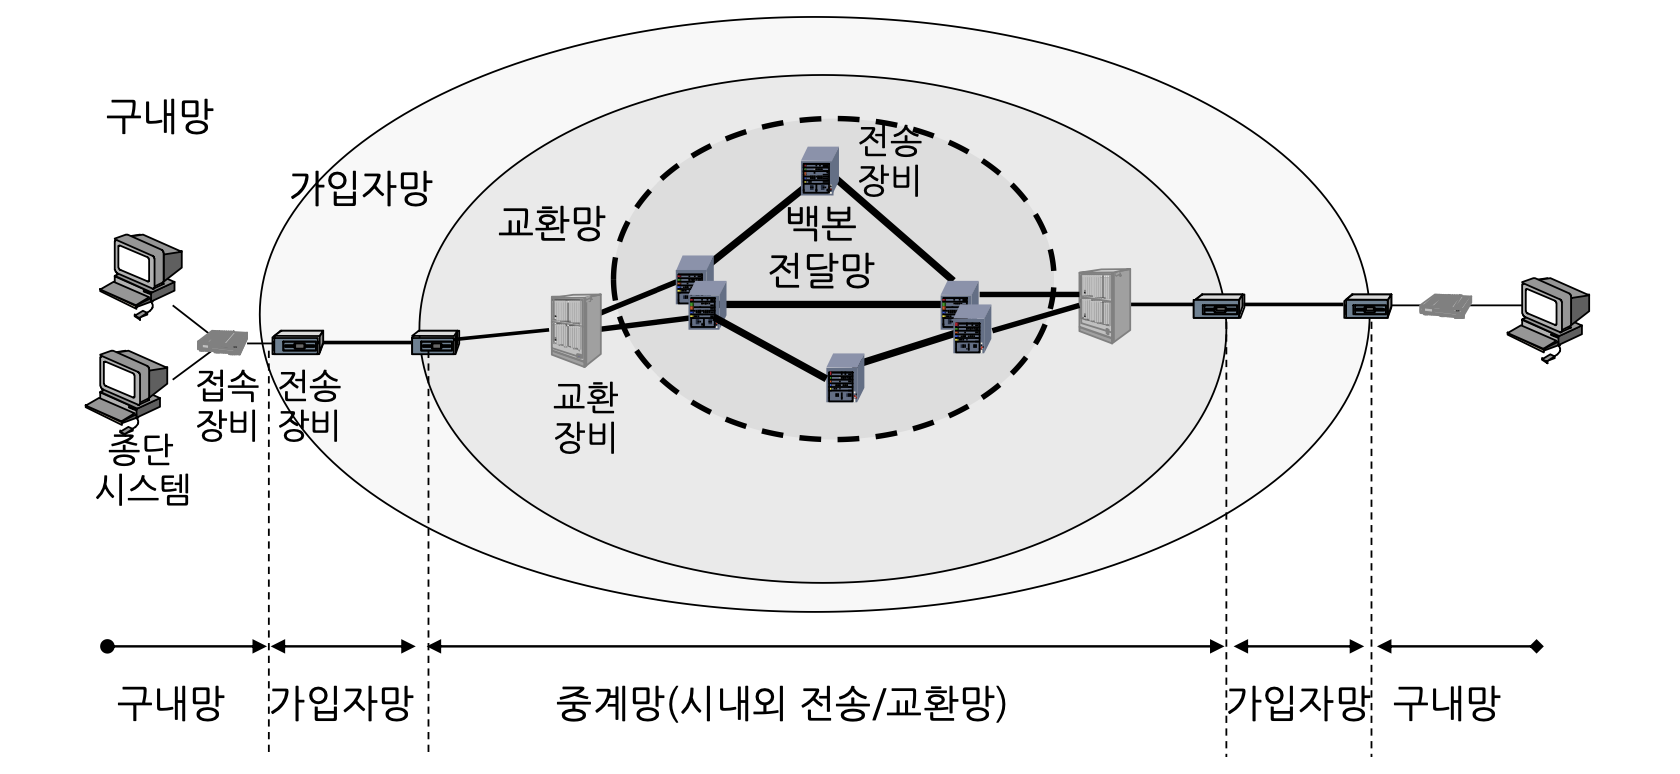 구내망
가입자망
교환망
전송
장비
백본
전달망
접속
장비
전송
장비
교환
장비
종단
시스템
구내망
가입자망
중계망(시내외 전송/교환망)
가입자망
구내망